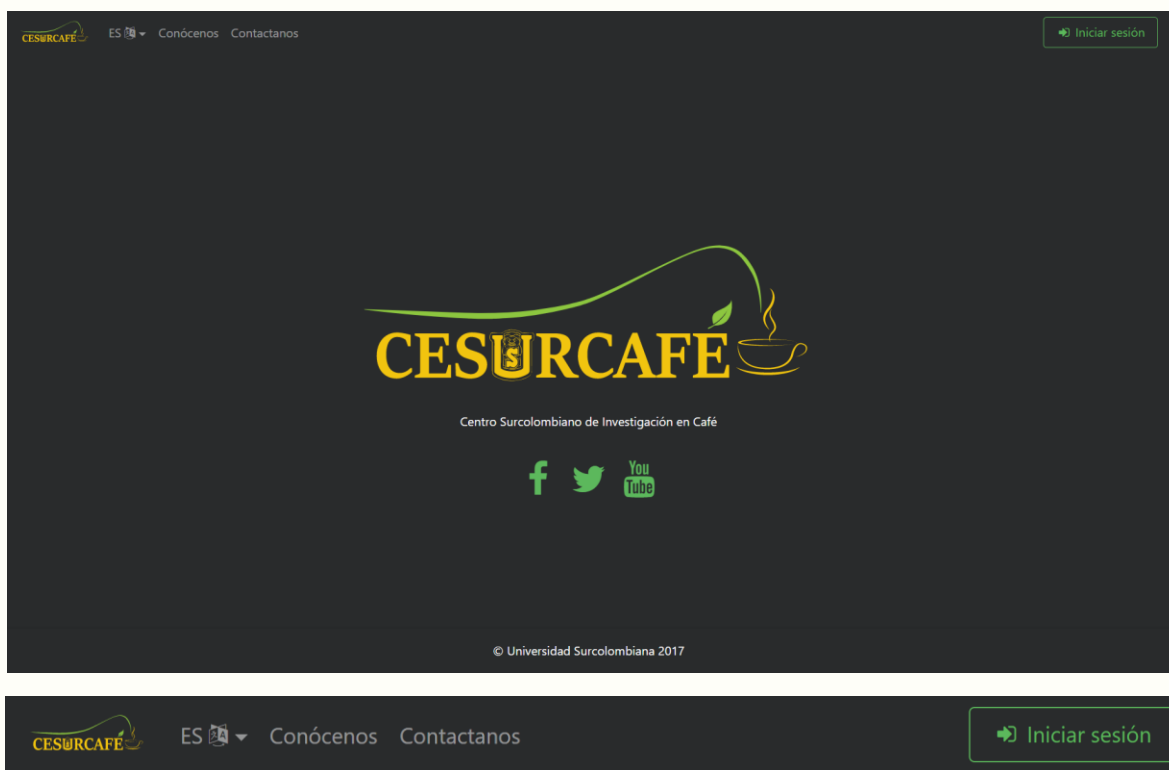 CESURCAFÉ ES Conócenos Contactanos Iniciar sesión
CESURCAFÉ
Centro Surcolombiano de Investigación en Café
You
Tube
© Universidad Surcolombiana 2017
CESURCAFÉ ES Conócenos Contactanos Iniciar sesión